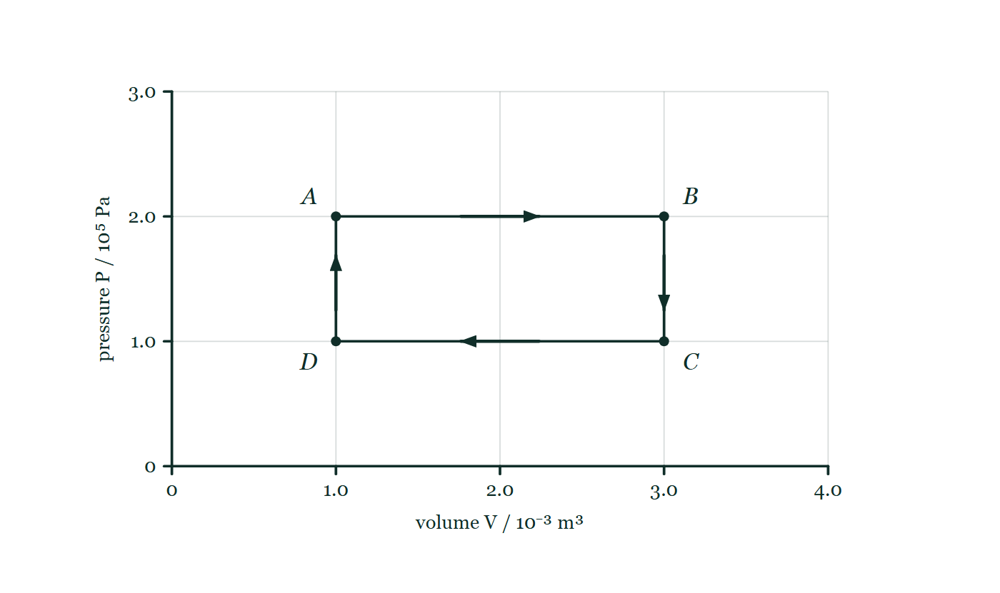 3.0
A
B
2.0
pressure P / 10⁵ Pa
1.0
D
C
0
0
1.0
2.0
3.0
4.0
volume V / 10⁻³ m³